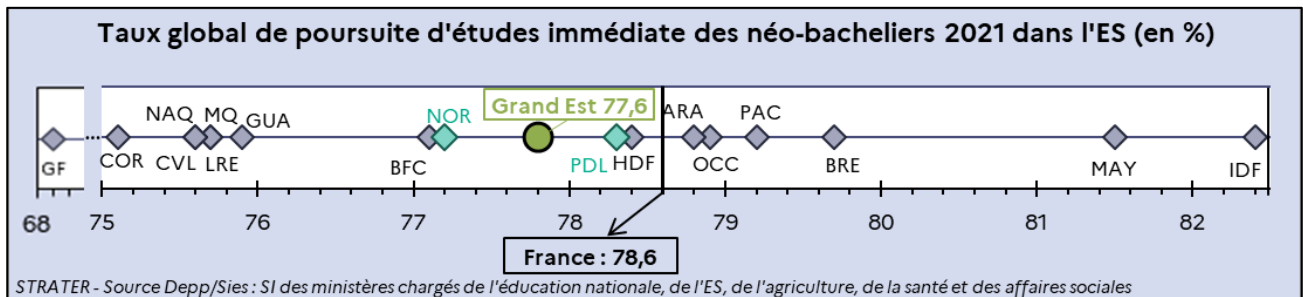 Taux global de poursuite d'études immédiate des néo-bacheliers 2021 dans l'ES (en %)
NAQ MQ GUA NOR Grand Est 77,6 ARA PAC
GF COR CVL LRE BFC PDL HDF OCC BRE MAY IDF
68 75 76 77 78 79 80 81 82
France : 78,6
STRATER - Source Depp/Sies : SI des ministères chargés de l'éducation nationale, de l'ES, de l'agriculture, de la santé et des affaires sociales